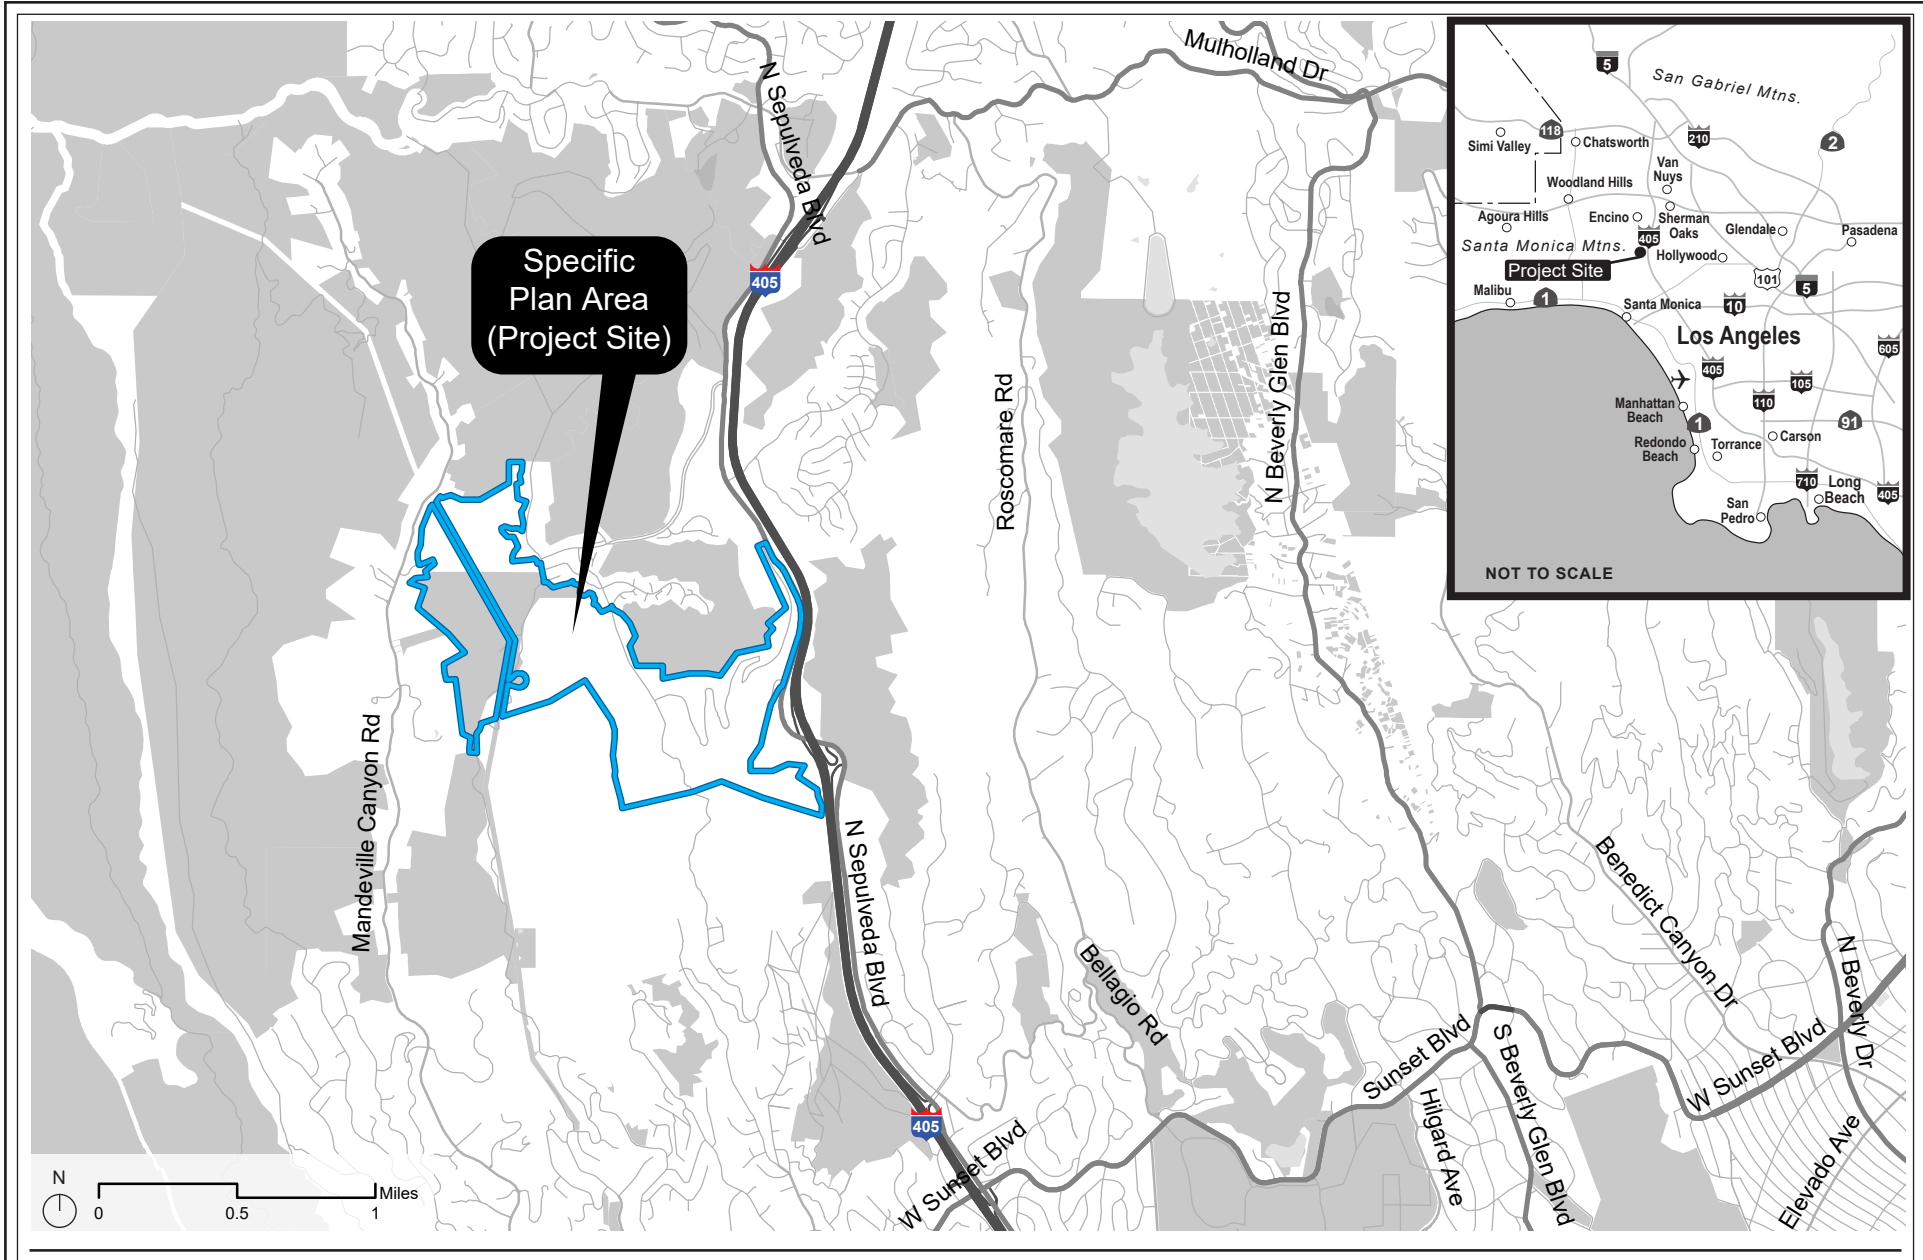 Mulholland Dr
N Sepulveda Blvd
Specific
Plan Area
(Project Site)
405
Roscomare Rd
N Beverly Glen Blvd
Mandeville Canyon Rd
N Sepulveda Blvd
Bellagio Rd
Benedict Canyon Dr
N Beverly Dr
Sunset Blvd
S Beverly Glen Blvd
W Sunset Blvd
Hilgard Ave
Elevado Ave
405
W Sunset Blvd
N
0
0.5
1
Miles
5
San Gabriel Mtns.
118
Simi Valley
Chatsworth
210
2
Van
Nuys
Woodland Hills
Agoura Hills
Encino
Sherman
Oaks
Glendale
Pasadena
405
Santa Monica Mtns.
Hollywood
Project Site
101
5
Malibu
1
Santa Monica
10
Los Angeles
605
405
105
110
Manhattan
Beach
1
91
Redondo
Beach
Torrance
Carson
710
Long
Beach
405
San
Pedro
NOT TO SCALE